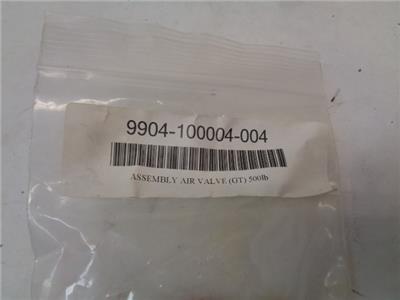 9904-100004-004
ASSEMBLY AIR VALVE (GT) 500lb